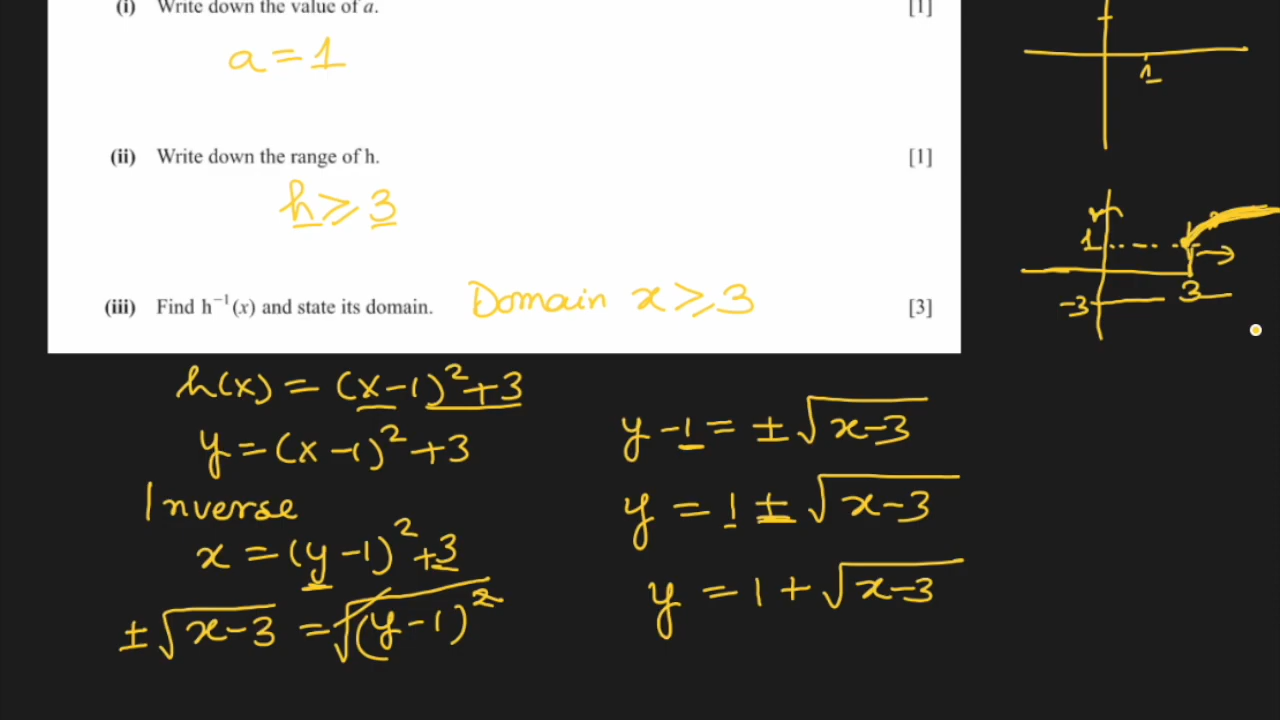 (i) Write down the value of a. [1]
a = 1
1
(ii) Write down the range of h. [1]
h ⩾ 3
1
3
-3
(iii) Find h⁻¹(x) and state its domain. [3]
Domain x ⩾ 3
h(x) = (x-1)²+3
y = (x-1)²+3
Inverse
x = (y-1)²+3
±√(x-3) = √(y-1)²
y-1 = ±√(x-3)
y = 1 ± √(x-3)
y = 1 + √(x-3)